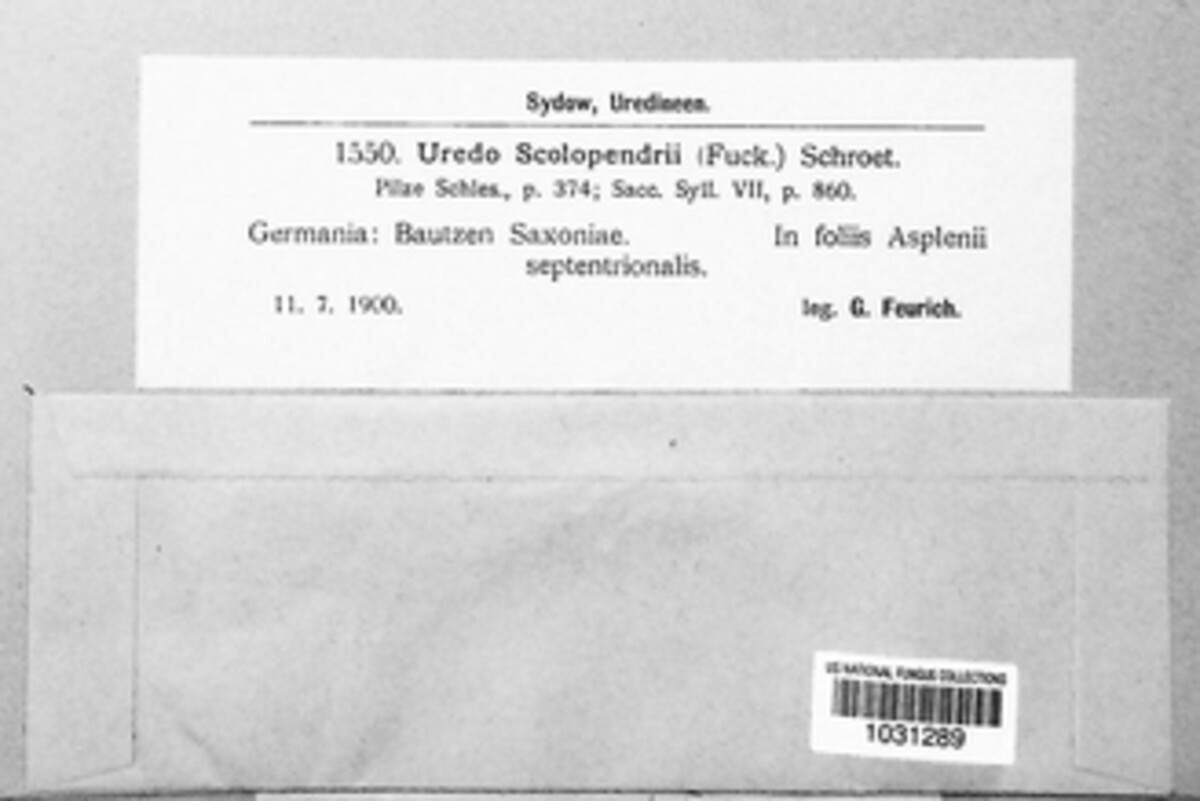 Sydow, Uredineen.
1550. Uredo Scolopendrii (Fuck.) Schroet.
Pilze Schles., p. 374; Sacc. Syll. VII, p. 860.
Germania: Bautzen Saxoniae. In foliis Asplenii
septentrionalis.
11. 7. 1900. leg. G. Feurich.
US NATIONAL FUNGUS COLLECTIONS
1031289